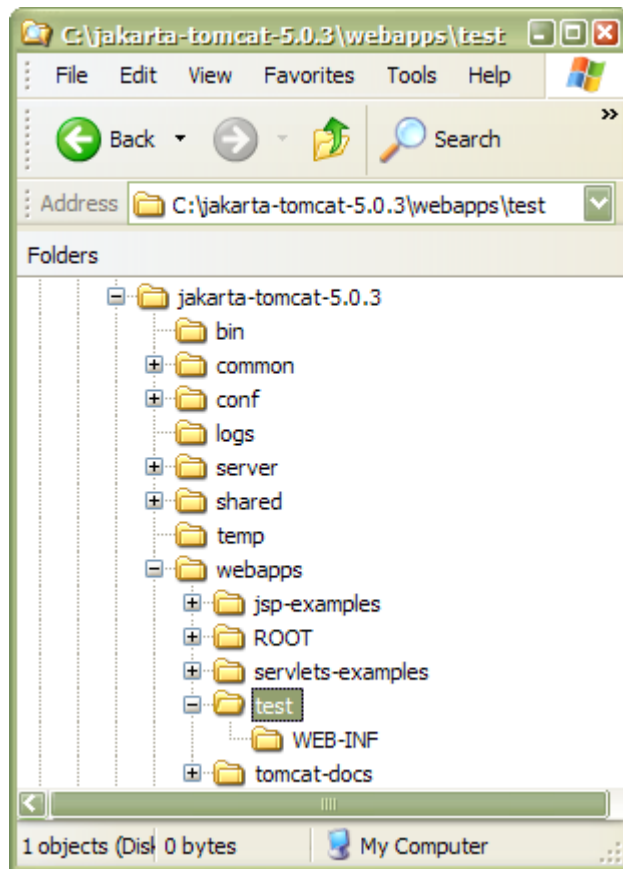 C:\jakarta-tomcat-5.0.3\webapps\test
File Edit View Favorites Tools Help
Back Search »
Address C:\jakarta-tomcat-5.0.3\webapps\test
Folders
jakarta-tomcat-5.0.3
bin
common
conf
logs
server
shared
temp
webapps
jsp-examples
ROOT
servlets-examples
test
WEB-INF
tomcat-docs
1 objects (Disk 0 bytes My Computer